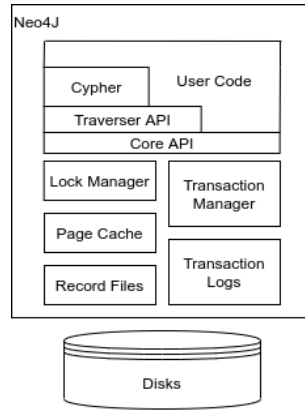 Neo4J
User Code
Cypher
Traverser API
Core API
Lock Manager
Transaction
Manager
Page Cache
Transaction
Logs
Record Files
Disks